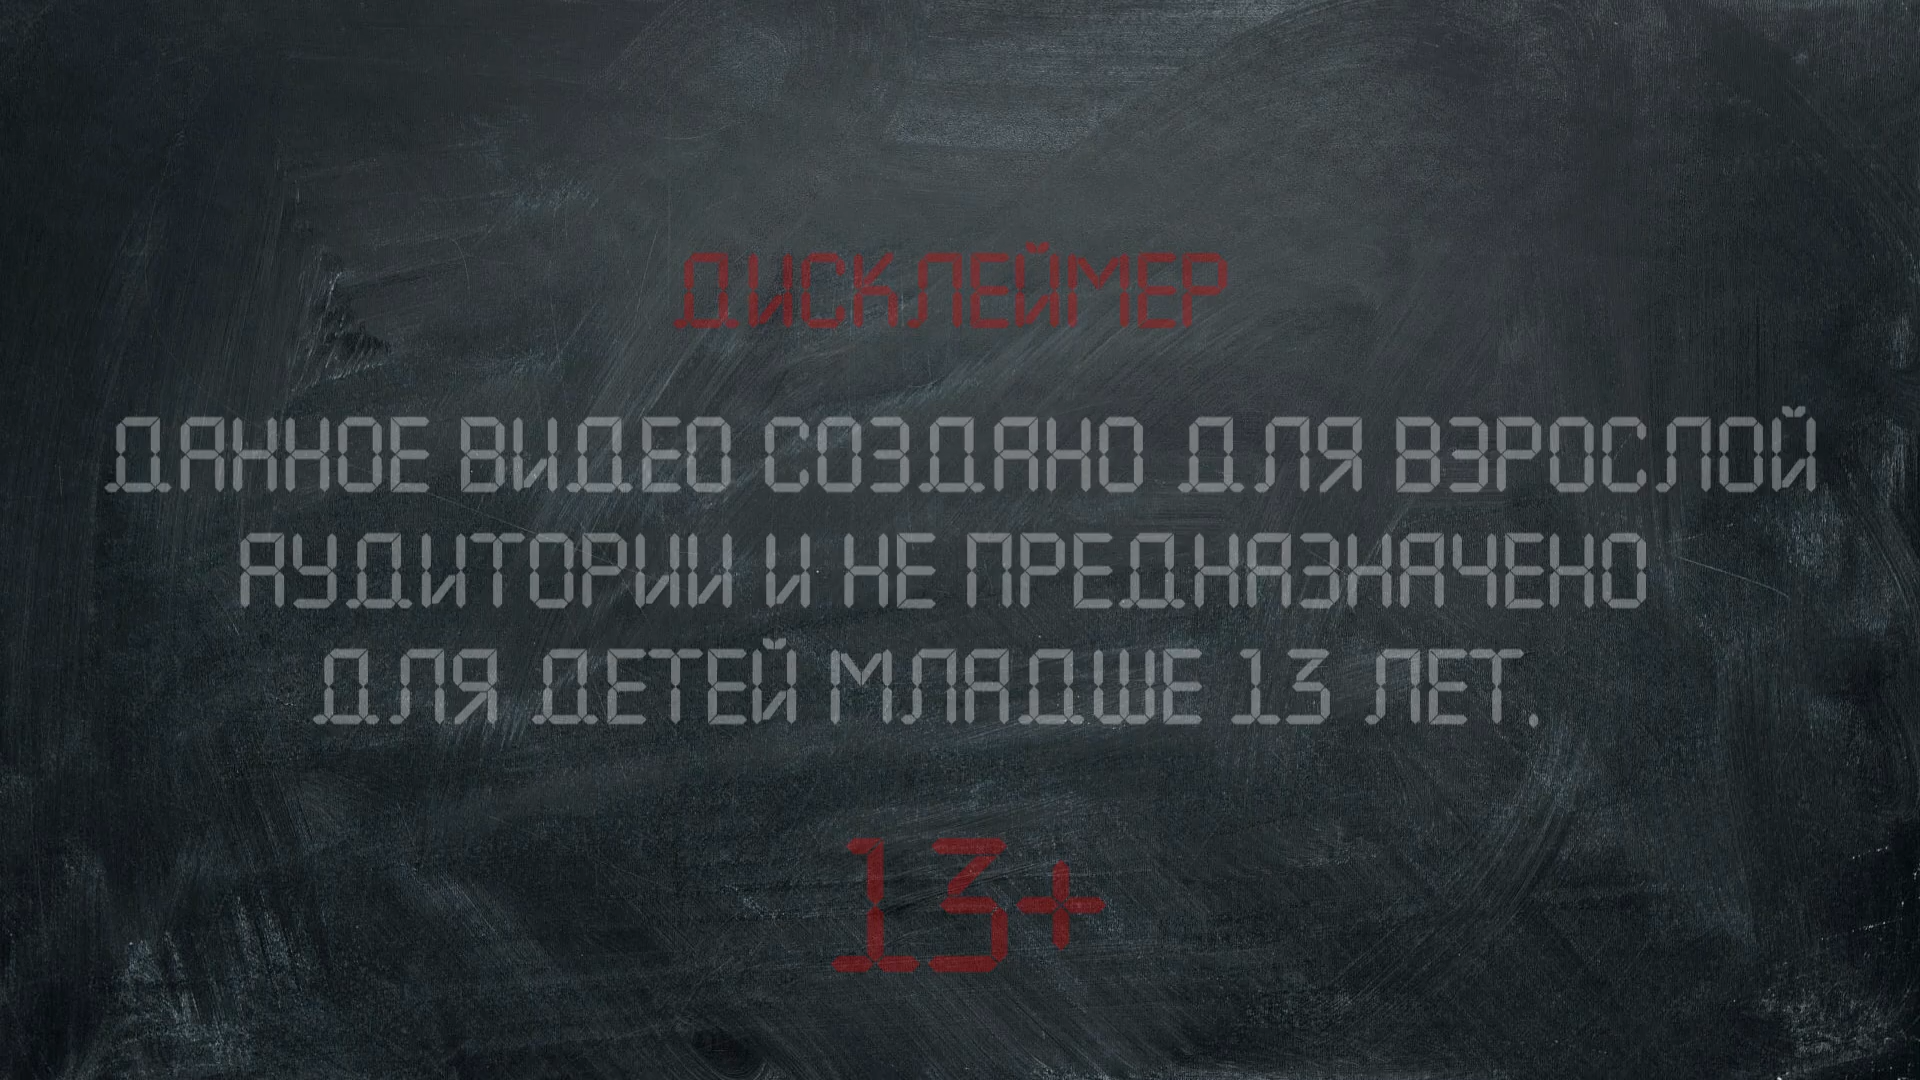 ДИСКЛЕЙМЕР
ДАННОЕ ВИДЕО СОЗДАНО ДЛЯ ВЗРОСЛОЙ
АУДИТОРИИ И НЕ ПРЕДНАЗНАЧЕНО
ДЛЯ ДЕТЕЙ МЛАДШЕ 13 ЛЕТ.
13+